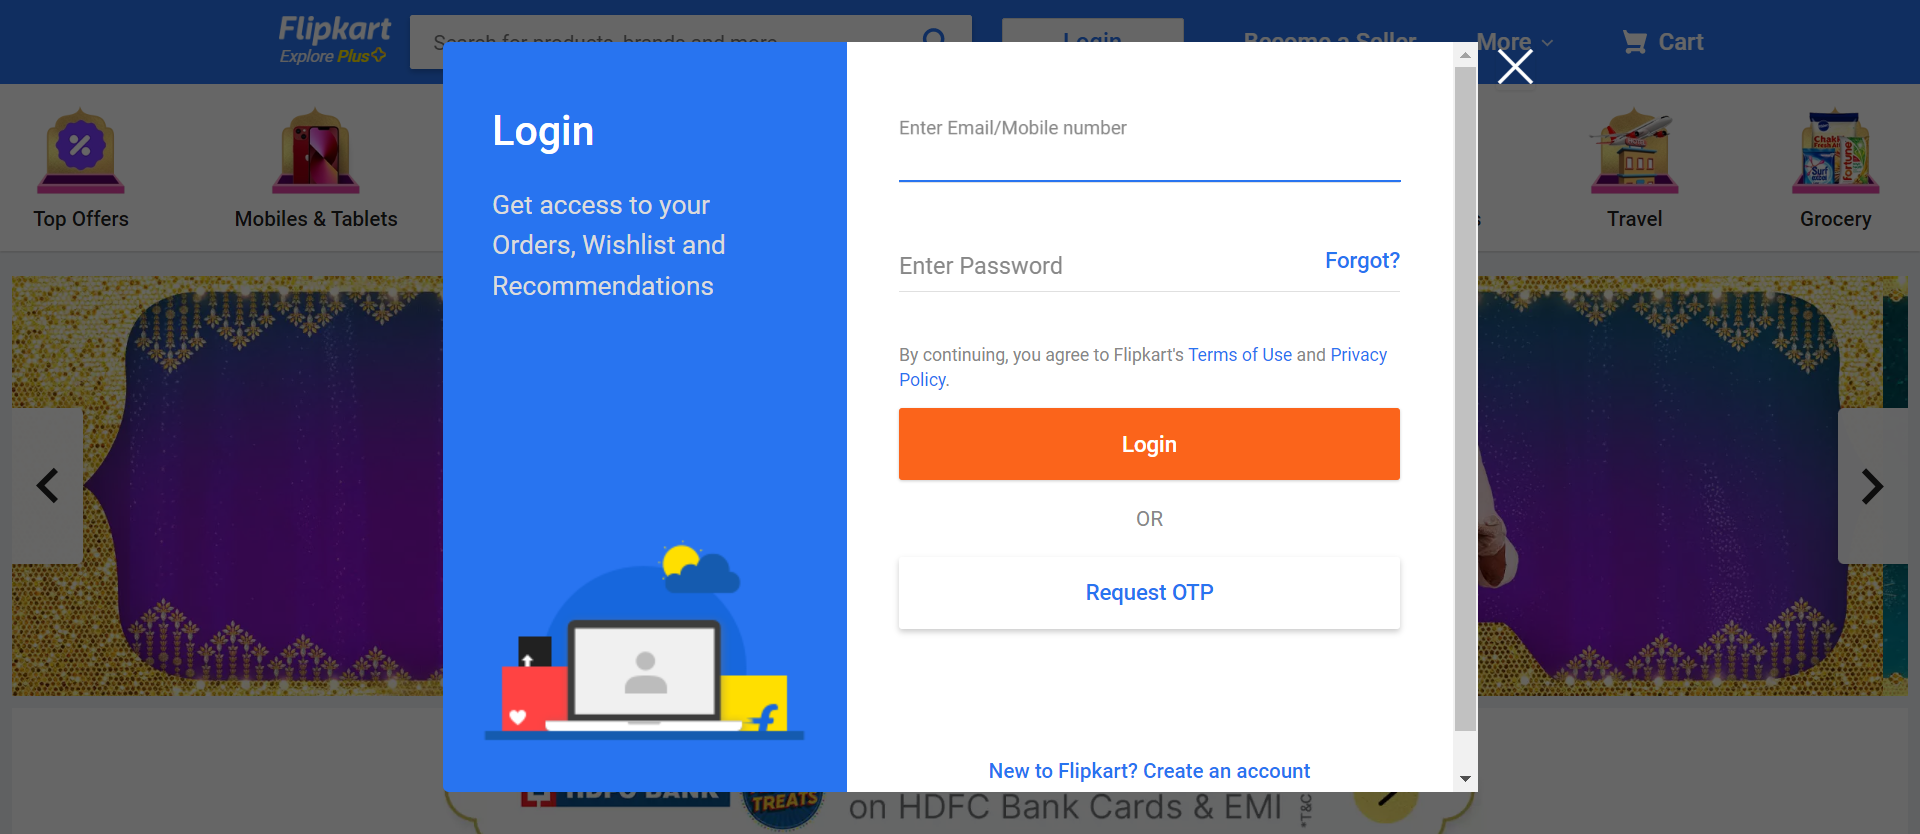 Flipkart
Explore Plus
Search for products, brands and more
Login
Become a Seller
More
Cart
Top Offers
Mobiles & Tablets
Travel
Grocery
Login
Get access to your
Orders, Wishlist and
Recommendations
Enter Email/Mobile number
Enter Password
Forgot?
By continuing, you agree to Flipkart's Terms of Use and Privacy
Policy.
Login
OR
Request OTP
New to Flipkart? Create an account
HDFC BANK
TREATS
on HDFC Bank Cards & EMI
*T&C